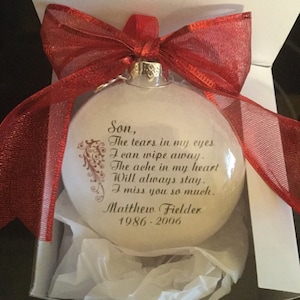 Son,
The tears in my eyes
I can wipe away.
The ache in my heart
Will always stay.
I miss you so much.
Matthew Fielder
1986 - 2006